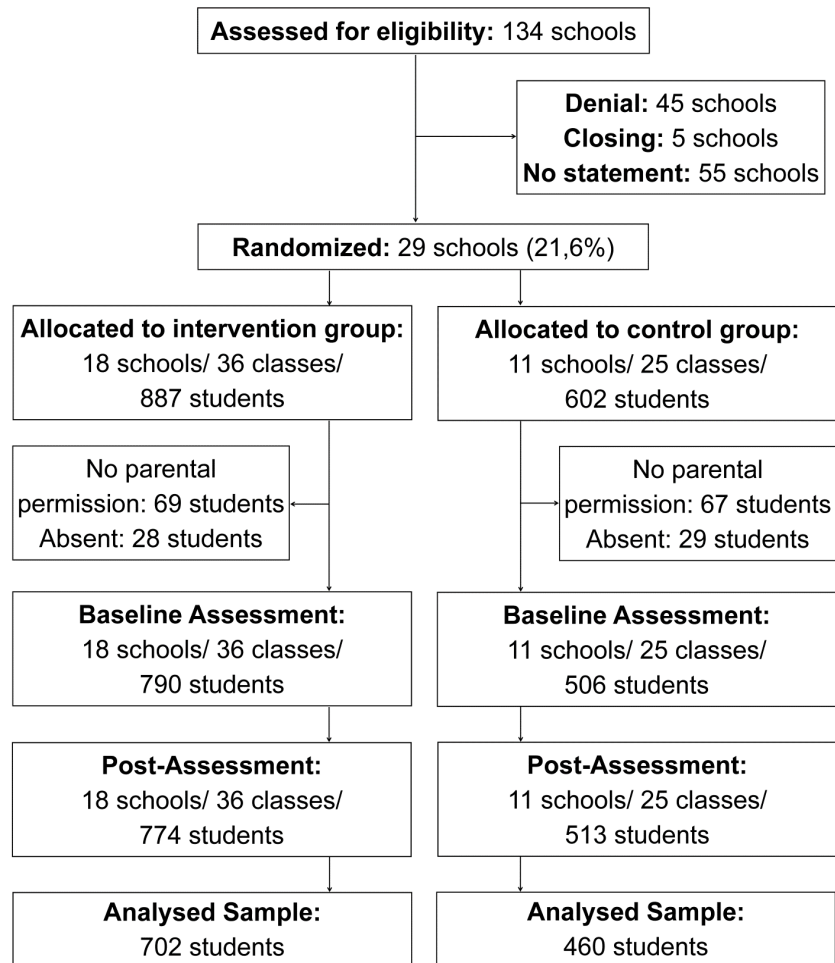 Assessed for eligibility: 134 schools
Denial: 45 schools
Closing: 5 schools
No statement: 55 schools
Randomized: 29 schools (21,6%)
Allocated to intervention group:
18 schools/ 36 classes/
887 students
Allocated to control group:
11 schools/ 25 classes/
602 students
No parental
permission: 69 students
Absent: 28 students
No parental
permission: 67 students
Absent: 29 students
Baseline Assessment:
18 schools/ 36 classes/
790 students
Baseline Assessment:
11 schools/ 25 classes/
506 students
Post-Assessment:
18 schools/ 36 classes/
774 students
Post-Assessment:
11 schools/ 25 classes/
513 students
Analysed Sample:
702 students
Analysed Sample:
460 students